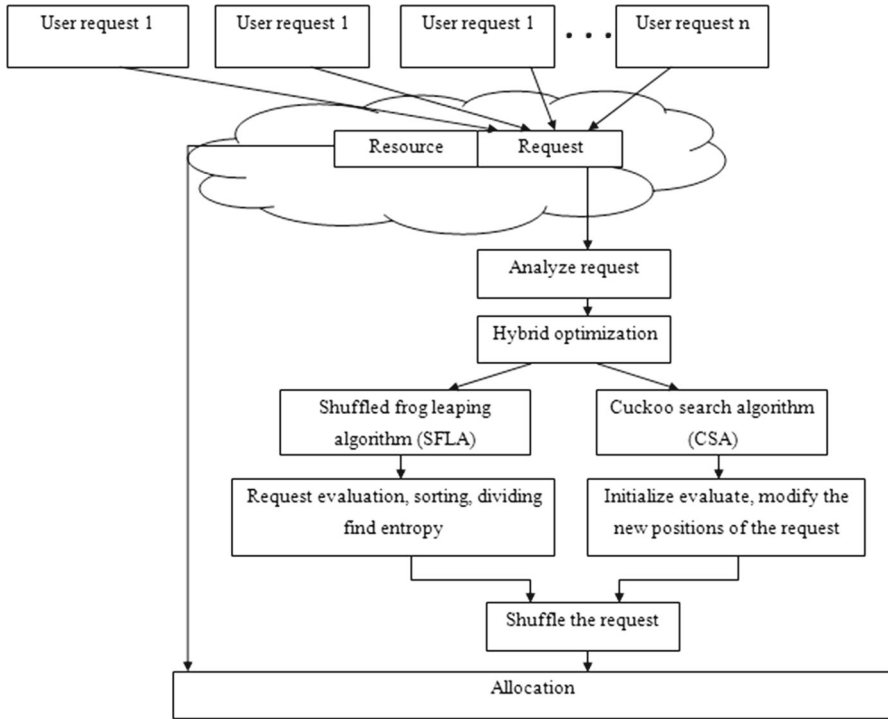 User request 1
User request 1
User request 1
. . .
User request n
Resource
Request
Analyze request
Hybrid optimization
Shuffled frog leaping
algorithm (SFLA)
Cuckoo search algorithm
(CSA)
Request evaluation, sorting, dividing
find entropy
Initialize evaluate, modify the
new positions of the request
Shuffle the request
Allocation